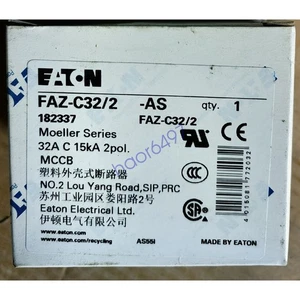 EATON
FAZ-C32/2 -AS qty. 1
182337 FAZ-C32/2
Moeller Series
32A C 15kA 2pol.
MCCB
塑料外壳式断路器
NO.2 Lou Yang Road,SIP,PRC
苏州工业园区娄阳路2号
Eaton Electrical Ltd.
伊顿电气有限公司
www.eaton.com/recycling AS55I MADE BY EATON
4015081772032